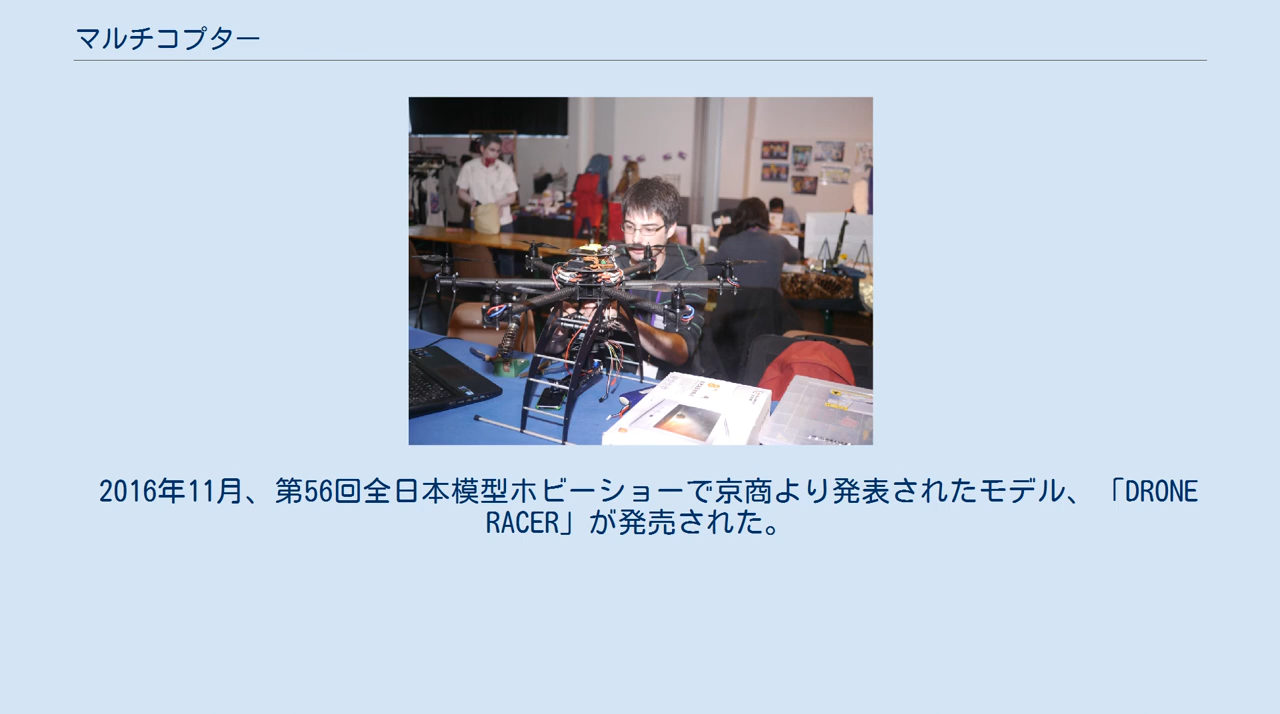 マルチコプター
2016年11月、第56回全日本模型ホビーショーで京商より発表されたモデル、「DRONE
RACER」が発売された。